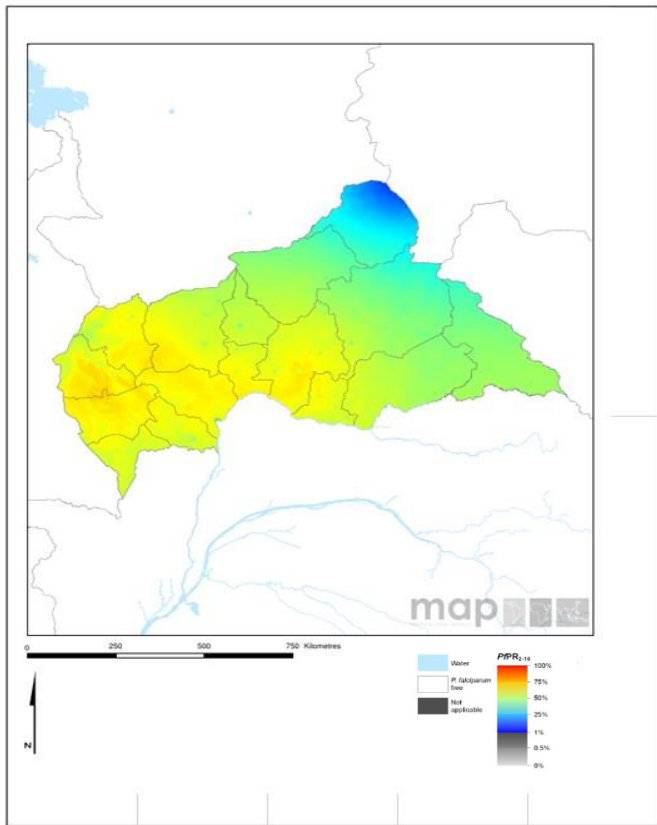 map
0 250 500 750 Kilometres
Water
P. falciparum
free
Not
applicable
N
PfPR2-10
100%
75%
50%
25%
1%
0.5%
0%